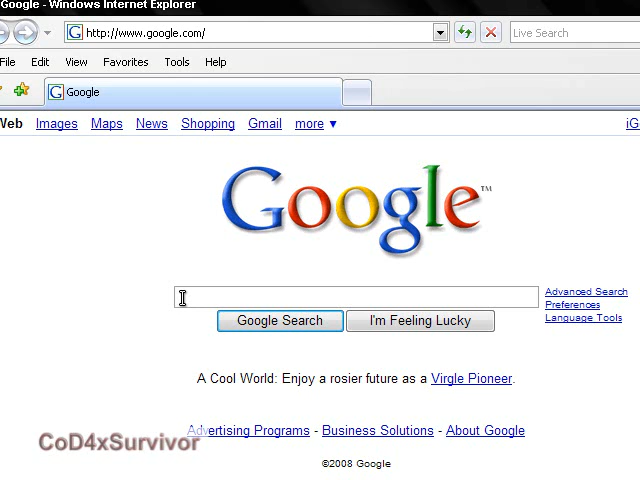 Google - Windows Internet Explorer
http://www.google.com/
Live Search
File Edit View Favorites Tools Help
Google
Web Images Maps News Shopping Gmail more ▼ iG
Google™
Advanced Search
Preferences
Language Tools
Google Search I'm Feeling Lucky
A Cool World: Enjoy a rosier future as a Virgle Pioneer.
Advertising Programs - Business Solutions - About Google
CoD4xSurvivor
©2008 Google